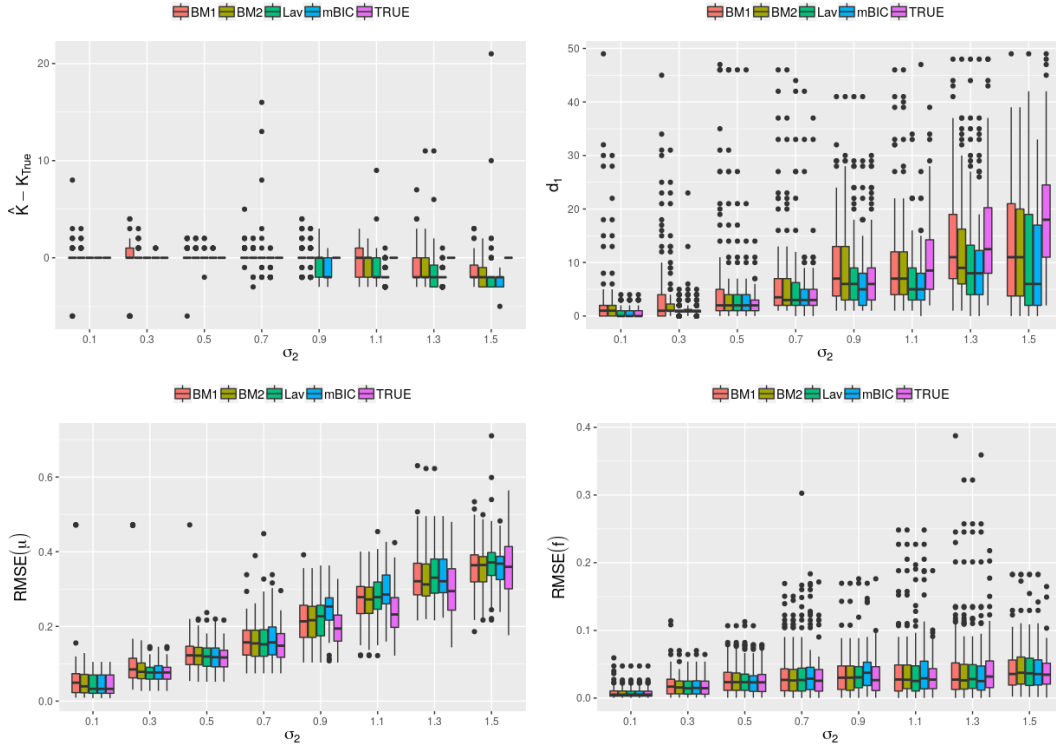 BM1 BM2 Lav mBIC TRUE
20
10
0
K̂ − K_True
0.1 0.3 0.5 0.7 0.9 1.1 1.3 1.5
σ₂
BM1 BM2 Lav mBIC TRUE
50
40
30
20
10
0
d₁
0.1 0.3 0.5 0.7 0.9 1.1 1.3 1.5
σ₂
BM1 BM2 Lav mBIC TRUE
0.6
0.4
0.2
0.0
RMSE(μ)
0.1 0.3 0.5 0.7 0.9 1.1 1.3 1.5
σ₂
BM1 BM2 Lav mBIC TRUE
0.4
0.3
0.2
0.1
0.0
RMSE(f)
0.1 0.3 0.5 0.7 0.9 1.1 1.3 1.5
σ₂